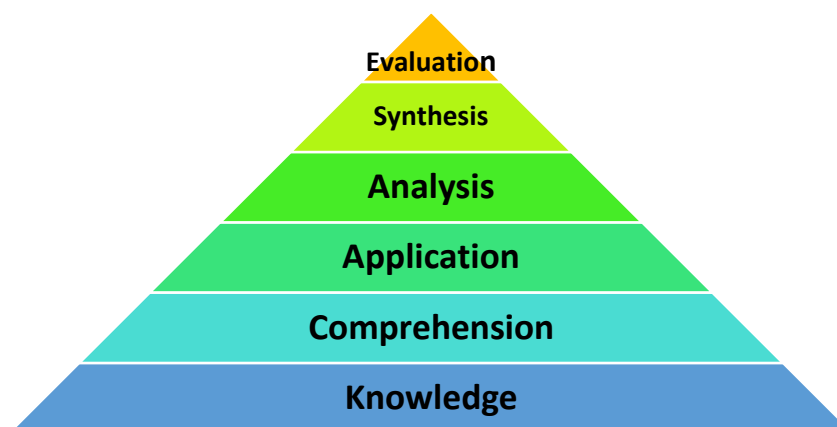 Evaluation
Synthesis
Analysis
Application
Comprehension
Knowledge